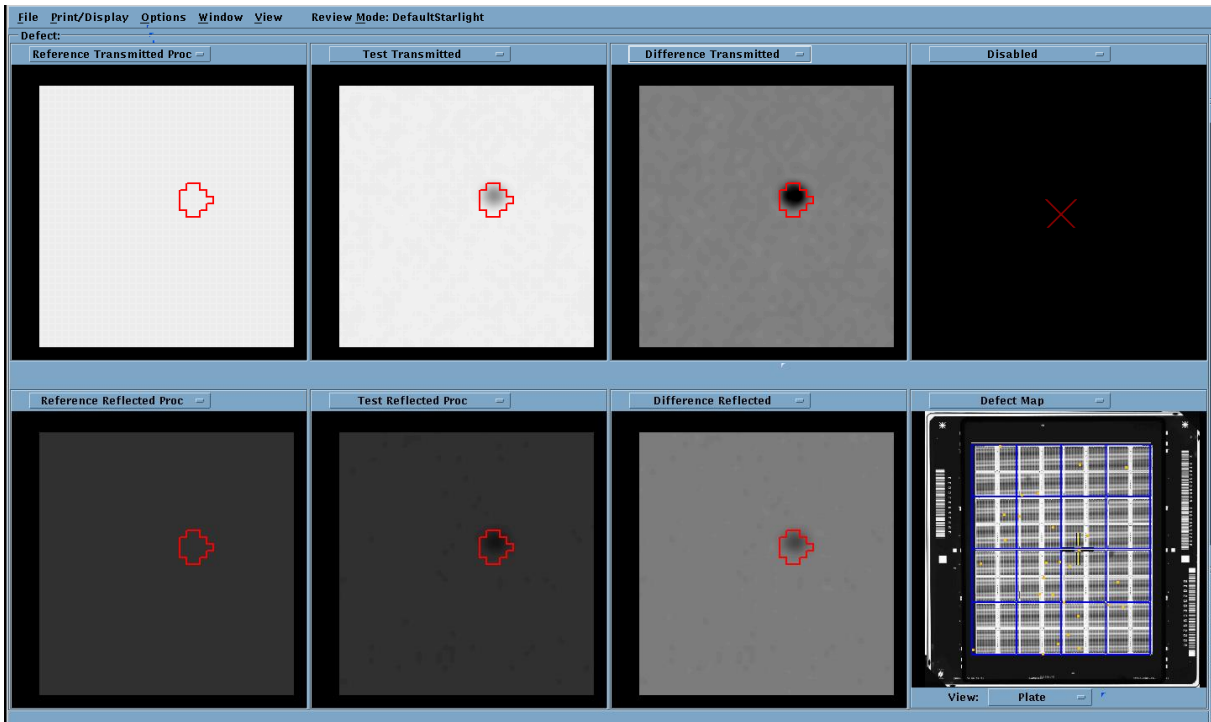 File Print/Display Options Window View Review Mode: DefaultStarlight
Defect:
Reference Transmitted Proc Test Transmitted Difference Transmitted Disabled
Reference Reflected Proc Test Reflected Proc Difference Reflected Defect Map
View: Plate